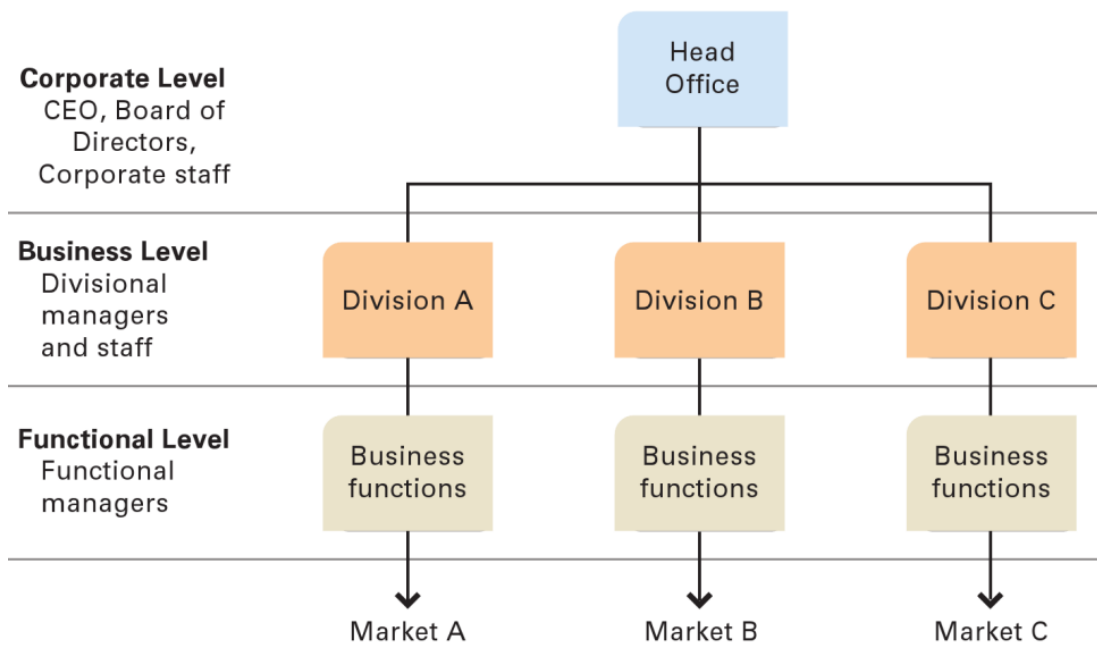 Head
Office
Corporate Level
CEO, Board of
Directors,
Corporate staff
Business Level
Divisional
managers
and staff
Division A
Division B
Division C
Functional Level
Functional
managers
Business
functions
Business
functions
Business
functions
Market A
Market B
Market C